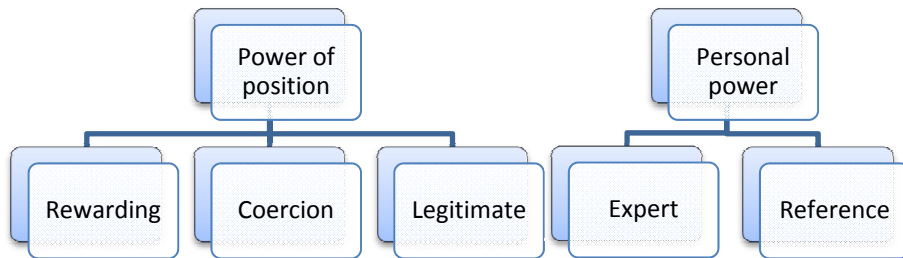 Power of
position
Personal
power
Rewarding
Coercion
Legitimate
Expert
Reference